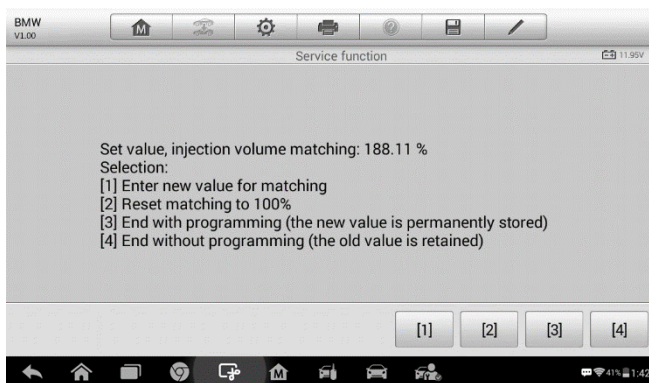 BMW
V1.00
Service function
11.95V
Set value, injection volume matching: 188.11 %
Selection:
[1] Enter new value for matching
[2] Reset matching to 100%
[3] End with programming (the new value is permanently stored)
[4] End without programming (the old value is retained)
[1] [2] [3] [4]
41% 1:42